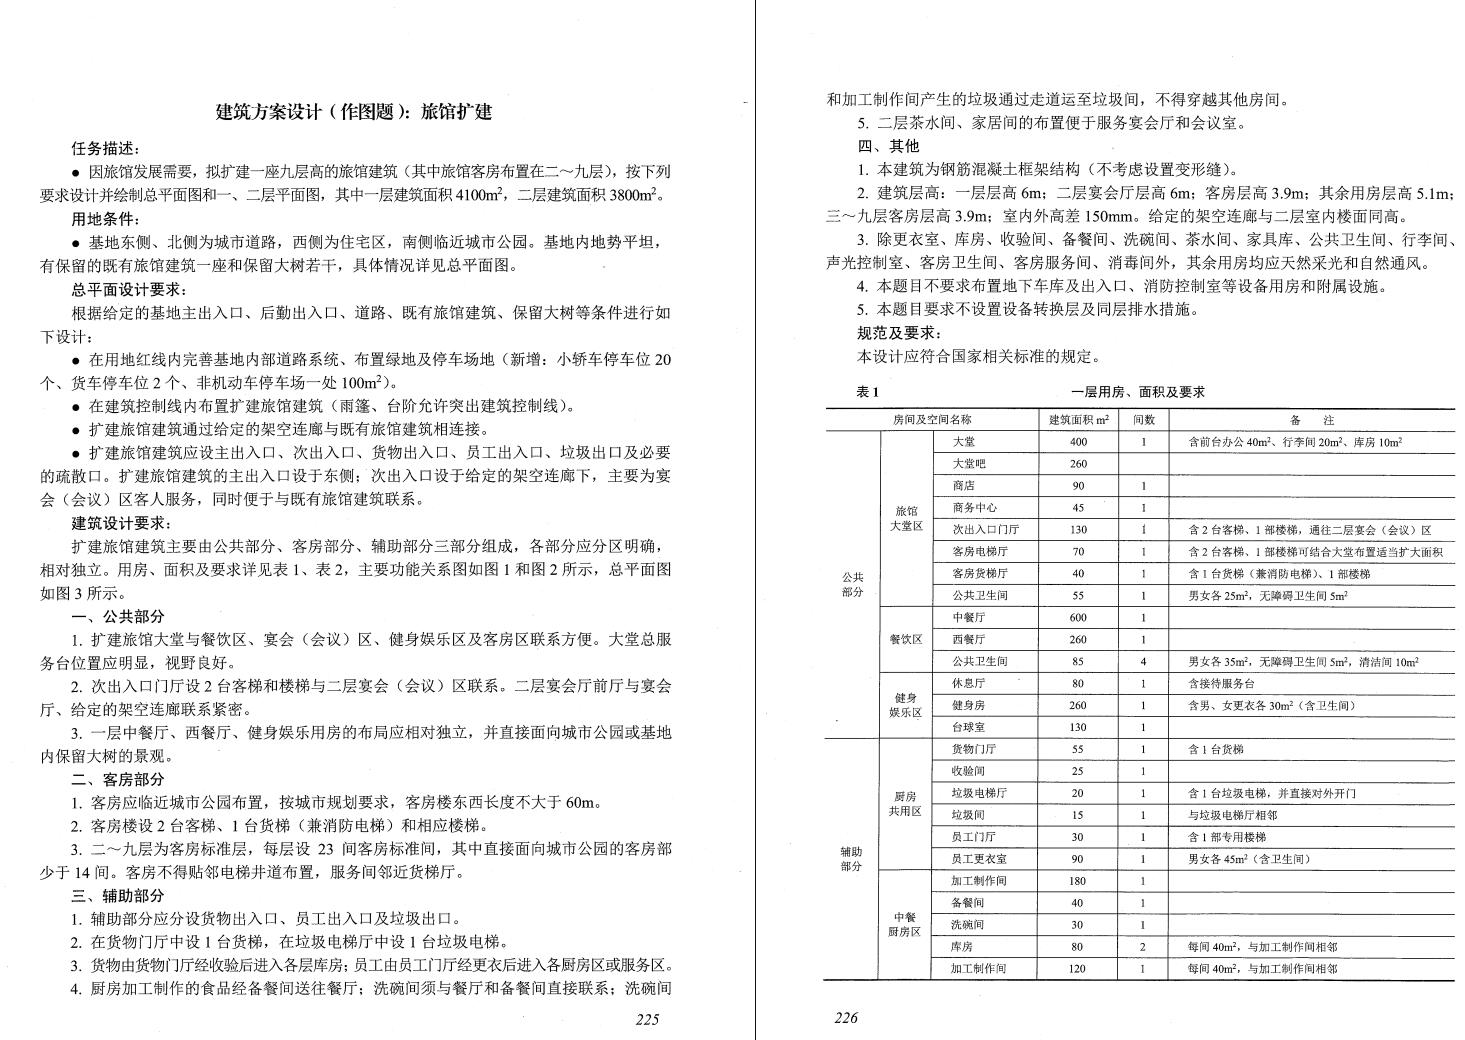 建筑方案设计（作图题）：旅馆扩建
任务描述：
● 因旅馆发展需要，拟扩建一座九层高的旅馆建筑（其中旅馆客房布置在二～九层），按下列
要求设计并绘制总平面图和一、二层平面图，其中一层建筑面积 4100m²，二层建筑面积 3800m²。
用地条件：
● 基地东侧、北侧为城市道路，西侧为住宅区，南侧临近城市公园。基地内地势平坦，
有保留的既有旅馆建筑一座和保留大树若干，具体情况详见总平面图。
总平面设计要求：
根据给定的基地主出入口、后勤出入口、道路、既有旅馆建筑、保留大树等条件进行如
下设计：
● 在用地红线内完善基地内部道路系统、布置绿地及停车场地（新增：小轿车停车位 20
个、货车停车位 2 个、非机动车停车场一处 100m²）。
● 在建筑控制线内布置扩建旅馆建筑（雨篷、台阶允许突出建筑控制线）。
● 扩建旅馆建筑通过给定的架空连廊与既有旅馆建筑相连接。
● 扩建旅馆建筑应设主出入口、次出入口、货物出入口、员工出入口、垃圾出口及必要
的疏散口。扩建旅馆建筑的主出入口设于东侧；次出入口设于给定的架空连廊下，主要为宴
会（会议）区客人服务，同时便于与既有旅馆建筑联系。
建筑设计要求：
扩建旅馆建筑主要由公共部分、客房部分、辅助部分三部分组成，各部分应分区明确，
相对独立。用房、面积及要求详见表 1、表 2，主要功能关系图如图 1 和图 2 所示，总平面图
如图 3 所示。
一、公共部分
1. 扩建旅馆大堂与餐饮区、宴会（会议）区、健身娱乐区及客房区联系方便。大堂总服
务台位置应明显，视野良好。
2. 次出入口门厅设 2 台客梯和楼梯与二层宴会（会议）区联系。二层宴会厅前厅与宴会
厅、给定的架空连廊联系紧密。
3. 一层中餐厅、西餐厅、健身娱乐用房的布局应相对独立，并直接面向城市公园或基地
内保留大树的景观。
二、客房部分
1. 客房应临近城市公园布置，按城市规划要求，客房楼东西长度不大于 60m。
2. 客房楼设 2 台客梯、1 台货梯（兼消防电梯）和相应楼梯。
3. 二～九层为客房标准层，每层设 23 间客房标准间，其中直接面向城市公园的客房部
少于 14 间。客房不得贴邻电梯井道布置，服务间邻近货梯厅。
三、辅助部分
1. 辅助部分应分设货物出入口、员工出入口及垃圾出口。
2. 在货物门厅中设 1 台货梯，在垃圾电梯厅中设 1 台垃圾电梯。
3. 货物由货物门厅经收验后进入各层库房；员工由员工门厅经更衣后进入各厨房区或服务区。
4. 厨房加工制作的食品经备餐间送往餐厅；洗碗间须与餐厅和备餐间直接联系；洗碗间
225
和加工制作间产生的垃圾通过走道运至垃圾间，不得穿越其他房间。
5. 二层茶水间、家居间的布置便于服务宴会厅和会议室。
四、其他
1. 本建筑为钢筋混凝土框架结构（不考虑设置变形缝）。
2. 建筑层高：一层层高 6m；二层宴会厅层高 6m；客房层高 3.9m；其余用房层高 5.1m；
三～九层客房层高 3.9m；室内外高差 150mm。给定的架空连廊与二层室内楼面同高。
3. 除更衣室、库房、收验间、备餐间、洗碗间、茶水间、家具库、公共卫生间、行李间、
声光控制室、客房卫生间、客房服务间、消毒间外，其余用房均应天然采光和自然通风。
4. 本题目不要求布置地下车库及出入口、消防控制室等设备用房和附属设施。
5. 本题目要求不设置设备转换层及同层排水措施。
规范及要求：
本设计应符合国家相关标准的规定。
表 1 一层用房、面积及要求
房间及空间名称 建筑面积 m² 间数 备 注
公共部分 旅馆大堂区 大堂 400 1 含前台办公 40m²、行李间 20m²、库房 10m²
大堂吧 260
商店 90 1
商务中心 45 1
次出入口门厅 130 1 含 2 台客梯、1 部楼梯，通往二层宴会（会议）区
客房电梯厅 70 1 含 2 台客梯、1 部楼梯可结合大堂布置适当扩大面积
客房货梯厅 40 1 含 1 台货梯（兼消防电梯）、1 部楼梯
公共卫生间 55 1 男女各 25m²，无障碍卫生间 5m²
餐饮区 中餐厅 600 1
西餐厅 260 1
公共卫生间 85 4 男女各 35m²，无障碍卫生间 5m²，清洁间 10m²
健身娱乐区 休息厅 80 1 含接待服务台
健身房 260 1 含男、女更衣各 30m²（含卫生间）
台球室 130 1
辅助部分 厨房共用区 货物门厅 55 1 含 1 台货梯
收验间 25 1
垃圾电梯厅 20 1 含 1 台垃圾电梯，并直接对外开门
垃圾间 15 1 与垃圾电梯厅相邻
员工门厅 30 1 含 1 部专用楼梯
员工更衣室 90 1 男女各 45m²（含卫生间）
中餐厨房区 加工制作间 180 1
备餐间 40 1
洗碗间 30 1
库房 80 2 每间 40m²，与加工制作间相邻
加工制作间 120 1 每间 40m²，与加工制作间相邻
226